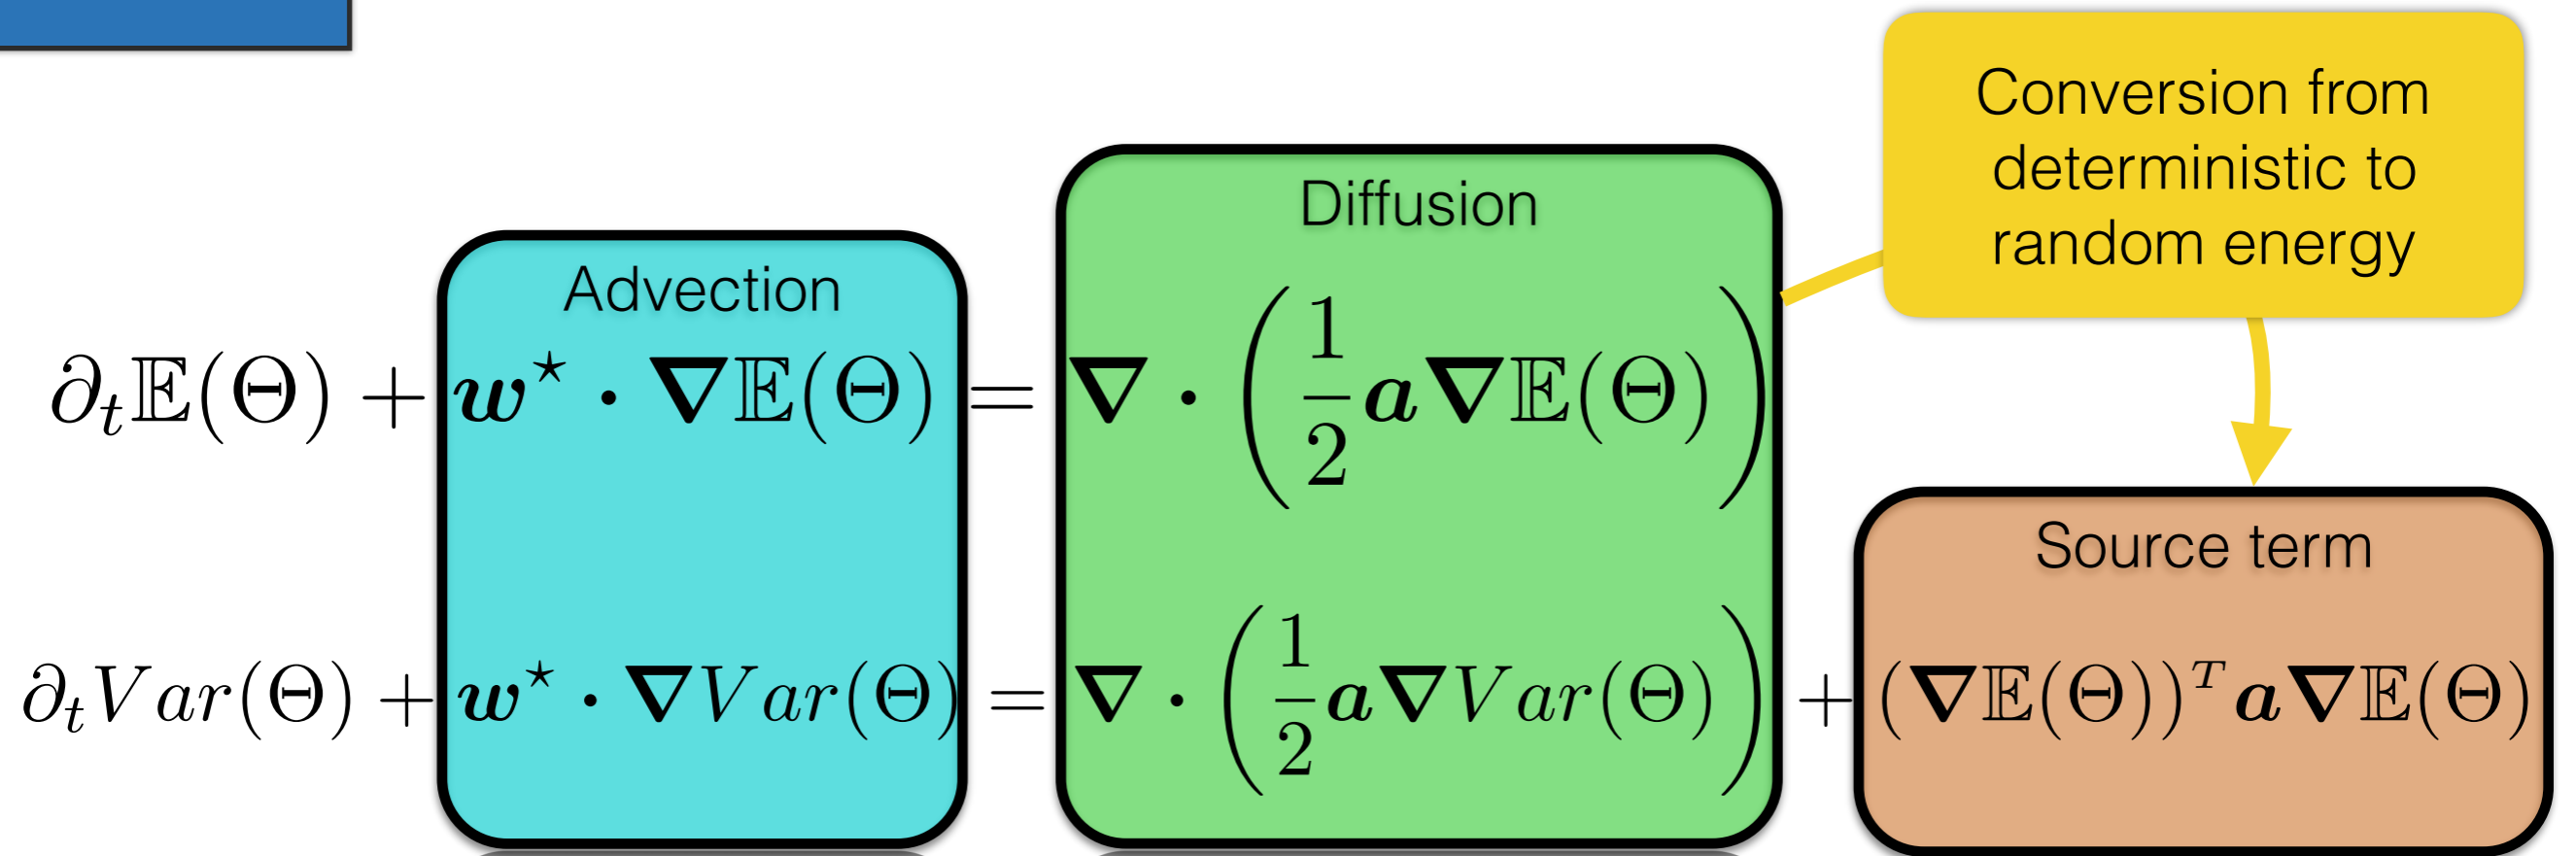 Conversion from
deterministic to
random energy
Diffusion
Advection
∂ₜ𝔼(Θ) + w* · ∇𝔼(Θ) = ∇ · (1/2 a∇𝔼(Θ))
Source term
∂ₜVar(Θ) + w* · ∇Var(Θ) = ∇ · (1/2 a∇Var(Θ)) + (∇𝔼(Θ))ᵀ a∇𝔼(Θ)